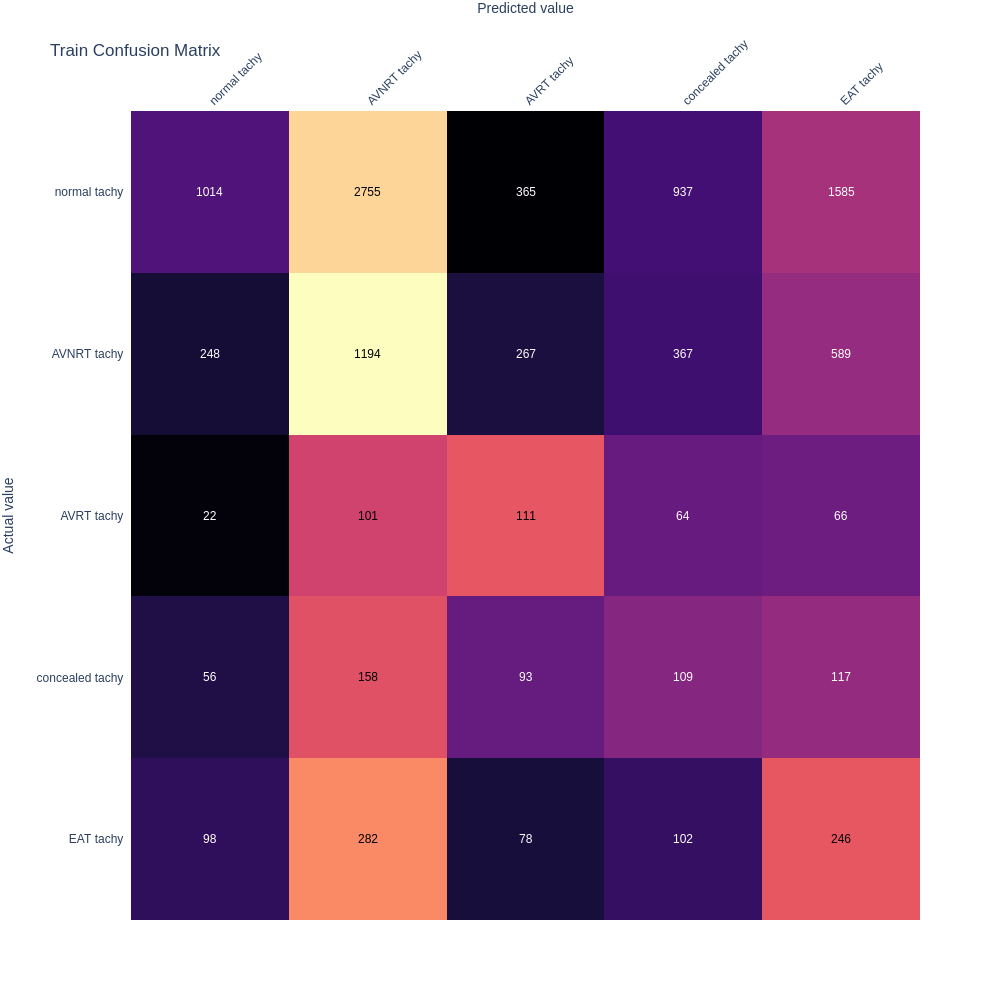 Predicted value
Train Confusion Matrix
normal tachy AVNRT tachy AVRT tachy concealed tachy EAT tachy
normal tachy 1014 2755 365 937 1585
AVNRT tachy 248 1194 267 367 589
Actual value
AVRT tachy 22 101 111 64 66
concealed tachy 56 158 93 109 117
EAT tachy 98 282 78 102 246